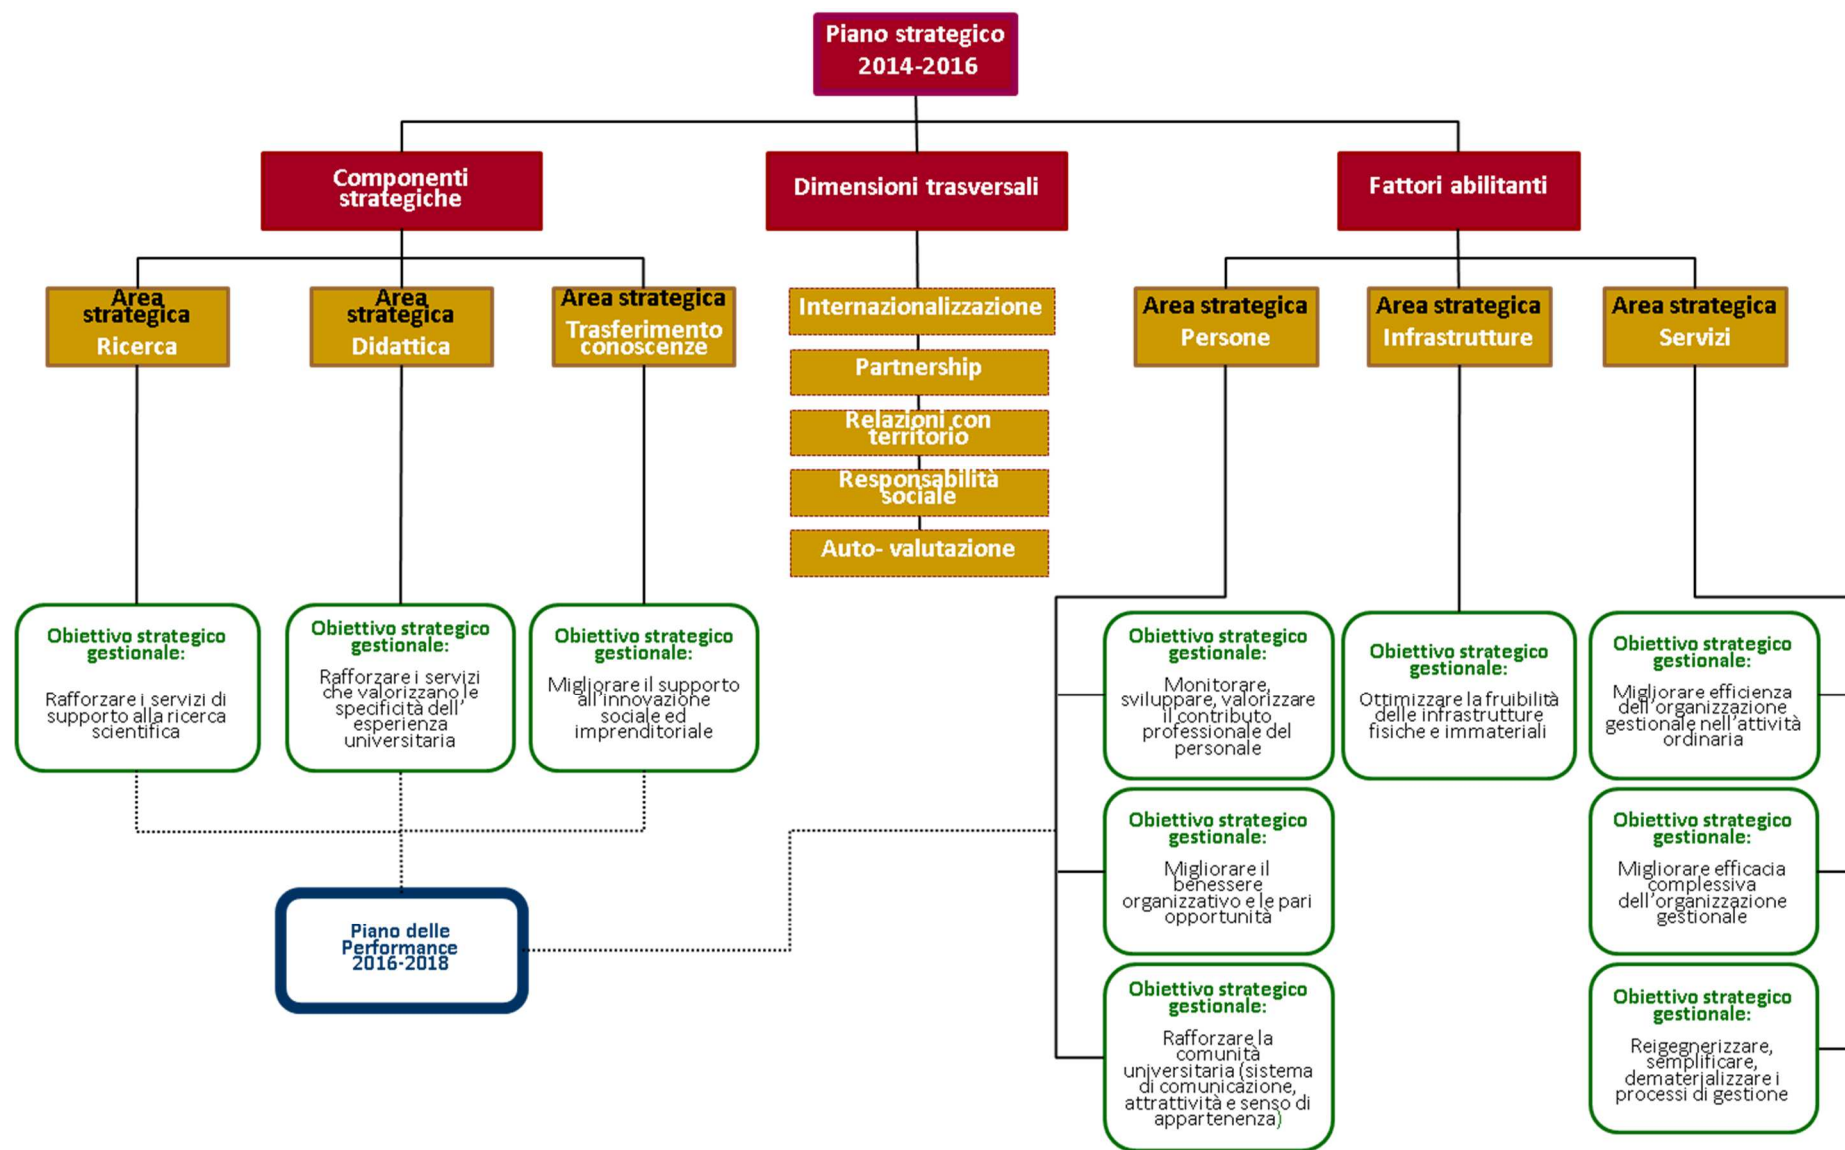 Piano strategico
2014-2016
Componenti
strategiche
Dimensioni trasversali
Fattori abilitanti
Area
strategica
Ricerca
Area
strategica
Didattica
Area strategica
Trasferimento
conoscenze
Internazionalizzazione
Partnership
Relazioni con
territorio
Responsabilità
sociale
Auto- valutazione
Area strategica
Persone
Area strategica
Infrastrutture
Area strategica
Servizi
Obiettivo strategico
gestionale:
Rafforzare i servizi di
supporto alla ricerca
scientifica
Obiettivo strategico
gestionale:
Rafforzare i servizi
che valorizzano le
specificità dell'
esperienza
universitaria
Obiettivo strategico
gestionale:
Migliorare il supporto
all'innovazione
sociale ed
imprenditoriale
Obiettivo strategico
gestionale:
Monitorare,
sviluppare, valorizzare
il contributo
professionale del
personale
Obiettivo strategico
gestionale:
Ottimizzare la fruibilità
delle infrastrutture
fisiche e immateriali
Obiettivo strategico
gestionale:
Migliorare efficienza
dell'organizzazione
gestionale nell'attività
ordinaria
Obiettivo strategico
gestionale:
Migliorare il
benessere
organizzativo e le pari
opportunità
Obiettivo strategico
gestionale:
Migliorare efficacia
complessiva
dell'organizzazione
gestionale
Piano delle
Performance
2016-2018
Obiettivo strategico
gestionale:
Rafforzare la
comunità
universitaria (sistema
di comunicazione,
attrattività e senso di
appartenenza)
Obiettivo strategico
gestionale:
Reigegnerizzare,
semplificare,
dematerializzare i
processi di gestione